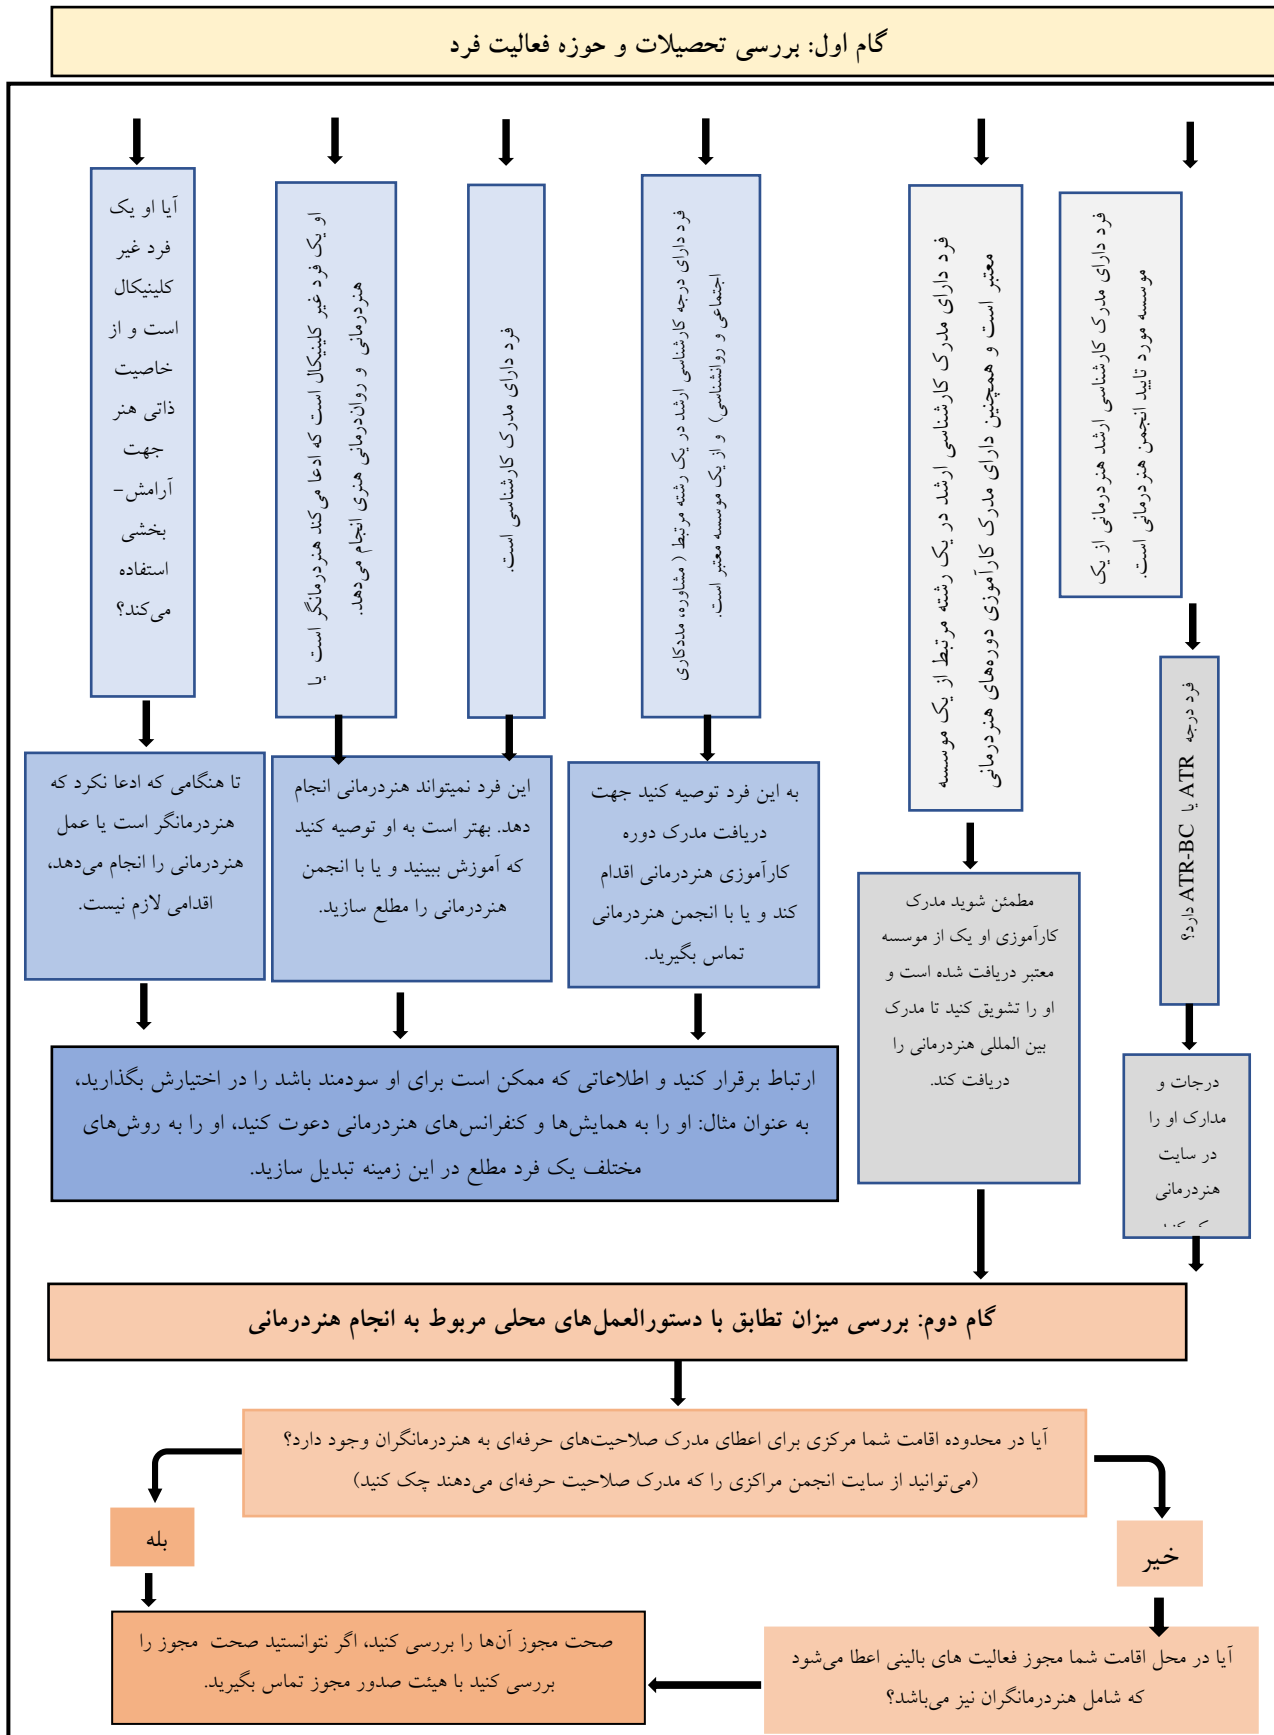 گام اول: بررسی تحصیلات و حوزه فعالیت فرد
فرد دارای مدرک کارشناسی ارشد هنردرمانی از یک
موسسه مورد تایید انجمن هنردرمانی است.
فرد دارای مدرک کارشناسی ارشد در یک رشته مرتبط از یک موسسه
معتبر است و همچنین دارای مدرک کارآموزی دوره‌های هنردرمانی
فرد دارای درجه کارشناسی ارشد در یک رشته مرتبط ( مشاوره، مددکاری
اجتماعی و روانشناسی) و از یک موسسه معتبر است.
فرد دارای مدرک کارشناسی است.
او یک فرد غیر کلینیکال است که ادعا می‌کند هنردرمانگر است یا
هنردرمانی و روان‌درمانی هنری انجام می‌دهد.
آیا او یک
فرد غیر
کلینیکال
است و از
خاصیت
ذاتی هنر
جهت
آرامش-
بخشی
استفاده
می‌کند؟
فرد درجه ATR یا ATR-BC دارد؟
درجات و
مدارک او را
در سایت
هنردرمانی
مطمئن شوید مدرک
کارآموزی او یک از موسسه
معتبر دریافت شده است و
او را تشویق کنید تا مدرک
بین المللی هنردرمانی را
دریافت کند.
به این فرد توصیه کنید جهت
دریافت مدرک دوره
کارآموزی هنردرمانی اقدام
کند و یا با انجمن هنردرمانی
تماس بگیرید.
این فرد نمیتواند هنردرمانی انجام
دهد. بهتر است به او توصیه کنید
که آموزش ببینید و یا با انجمن
هنردرمانی را مطلع سازید.
تا هنگامی که ادعا نکرد که
هنردرمانگر است یا عمل
هنردرمانی را انجام می‌دهد،
اقدامی لازم نیست.
ارتباط برقرار کنید و اطلاعاتی که ممکن است برای او سودمند باشد را در اختیارش بگذارید،
به عنوان مثال: او را به همایش‌ها و کنفرانس‌های هنردرمانی دعوت کنید، او را به روش‌های
مختلف یک فرد مطلع در این زمینه تبدیل سازید.
گام دوم: بررسی میزان تطابق با دستورالعمل‌های محلی مربوط به انجام هنردرمانی
آیا در محدوده اقامت شما مرکزی برای اعطای مدرک صلاحیت‌های حرفه‌ای به هنردرمانگران وجود دارد؟
(می‌توانید از سایت انجمن مراکزی را که مدرک صلاحیت حرفه‌ای می‌دهند چک کنید)
خیر
بله
آیا در محل اقامت شما مجوز فعالیت های بالینی اعطا می‌شود
که شامل هنردرمانگران نیز می‌باشد؟
صحت مجوز آن‌ها را بررسی کنید، اگر نتوانستید صحت مجوز را
بررسی کنید با هیئت صدور مجوز تماس بگیرید.